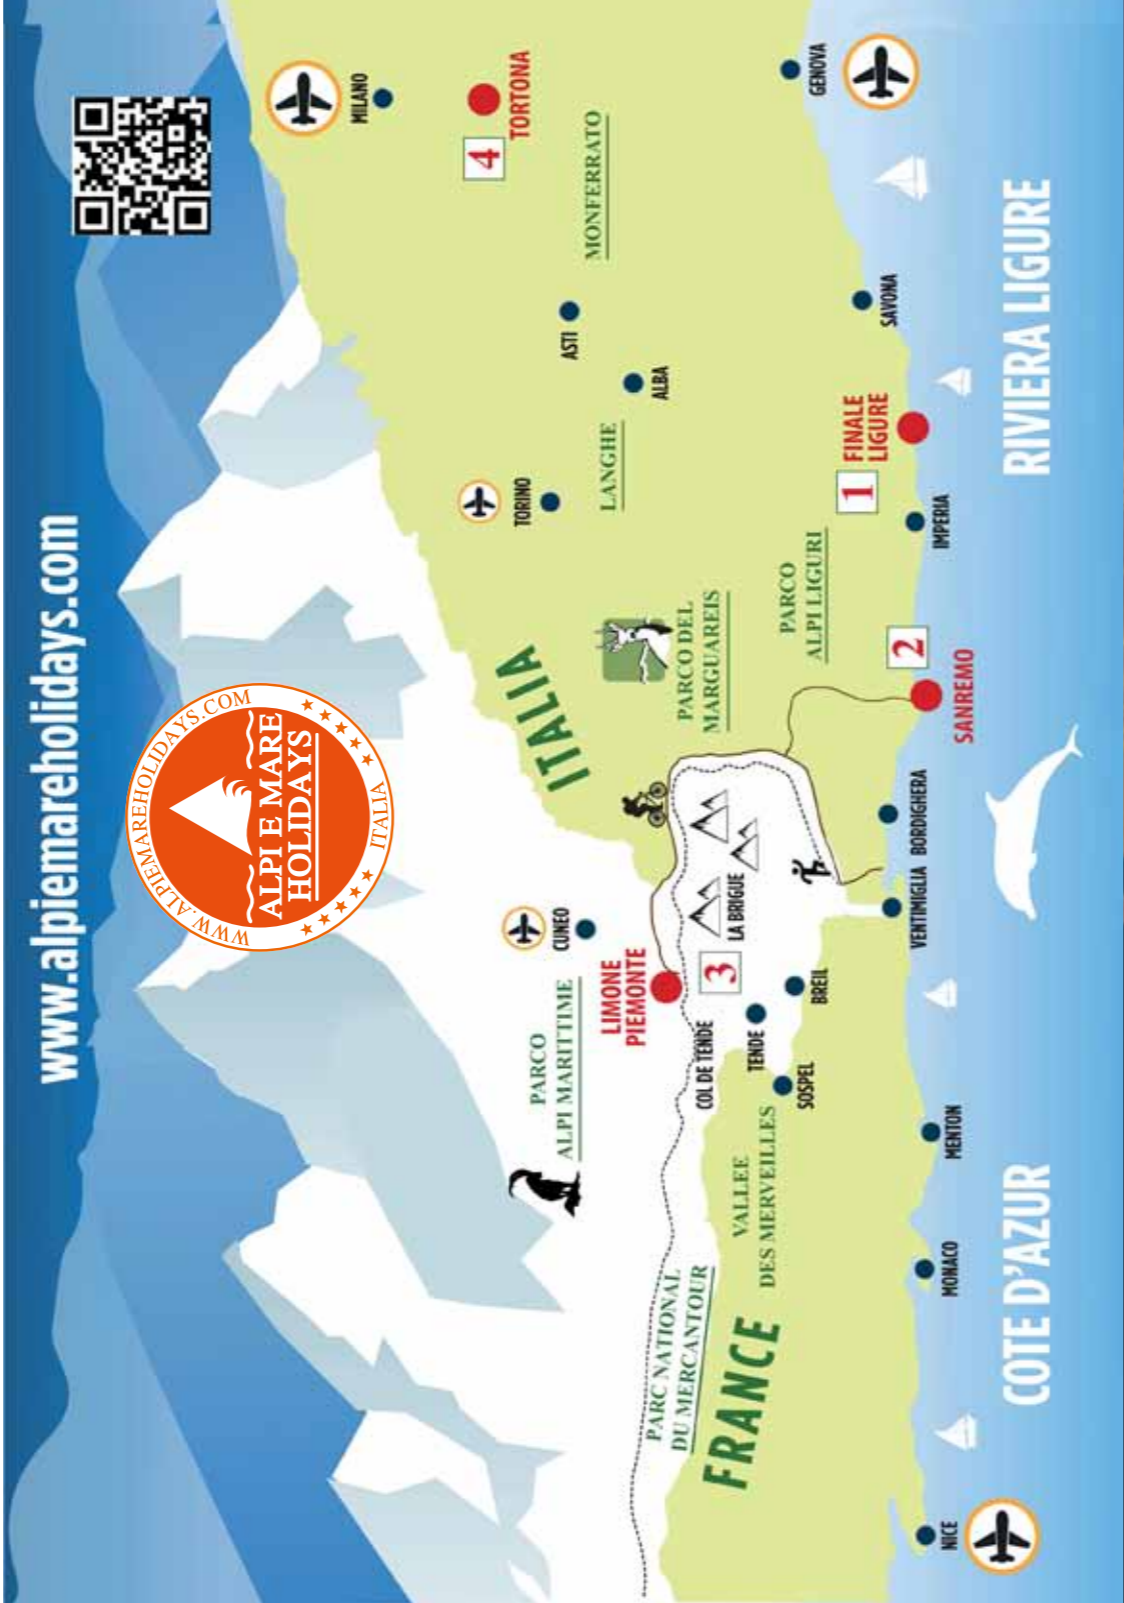 www.alpiemareholidays.com
WWW.ALPIEMAREHOLIDAYS.COM
ALPI E MARE
HOLIDAYS
ITALIA
MILANO
4
TORTONA
MONFERRATO
GENOVA
ASTI
ALBA
SAVONA
TORINO
LANGHE
1
FINALE
LIGURE
IMPERIA
ITALIA
PARCO DEL
MARGUAREIS
PARCO
ALPI LIGURI
2
SANREMO
CUNEO
PARCO
ALPI MARITTIME
LIMONE
PIEMONTE
3
LA BRIGUE
COL DE TENDE
TENDE
BREIL
SOSPEL
VENTIMIGLIA
BORDIGHERA
VALLEE
DES MERVEILLES
PARC NATIONAL
DU MERCANTOUR
FRANCE
MENTON
MONACO
NICE
COTE D'AZUR
RIVIERA LIGURE